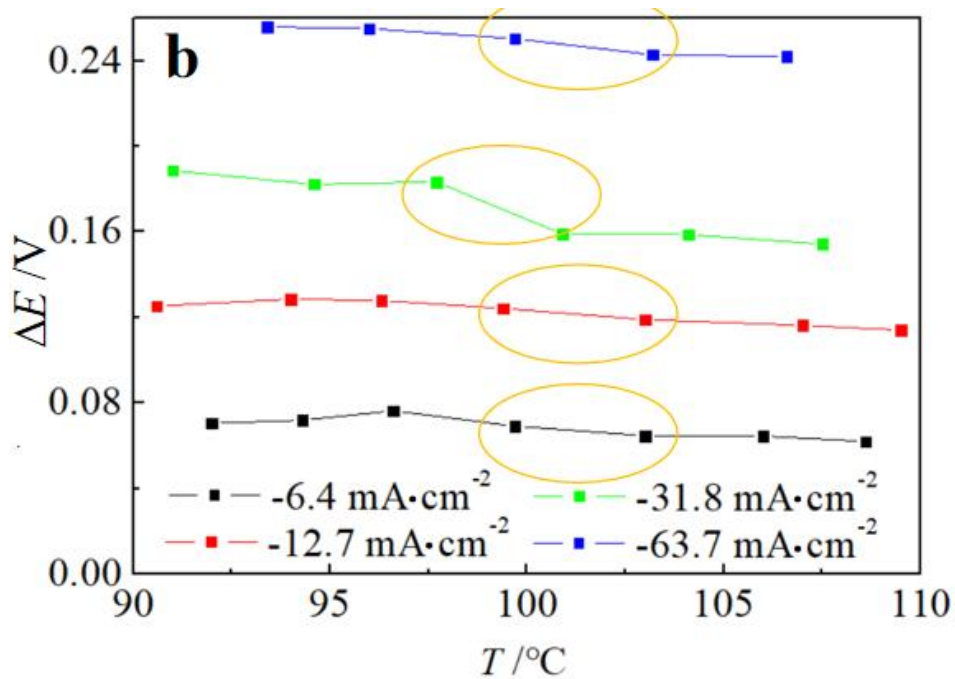 b
0.24
0.16
0.08
0.00
ΔE /V
-6.4 mA·cm⁻² -31.8 mA·cm⁻²
-12.7 mA·cm⁻² -63.7 mA·cm⁻²
90 95 100 105 110
T /°C